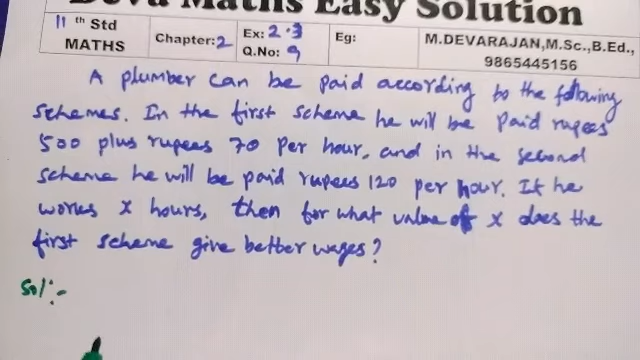 Deva Maths Easy Solution
11 th Std
MATHS
Chapter:2
Ex: 2.3
Q.No: 9
Eg:
M.DEVARAJAN,M.Sc.,B.Ed.,
9865445156
A plumber can be paid according to the following
schemes. In the first scheme he will be paid rupees
500 plus rupees 70 per hour, and in the second
scheme he will be paid rupees 120 per hour. If he
works x hours, then for what value of x does the
first scheme give better wages?
Sol:-